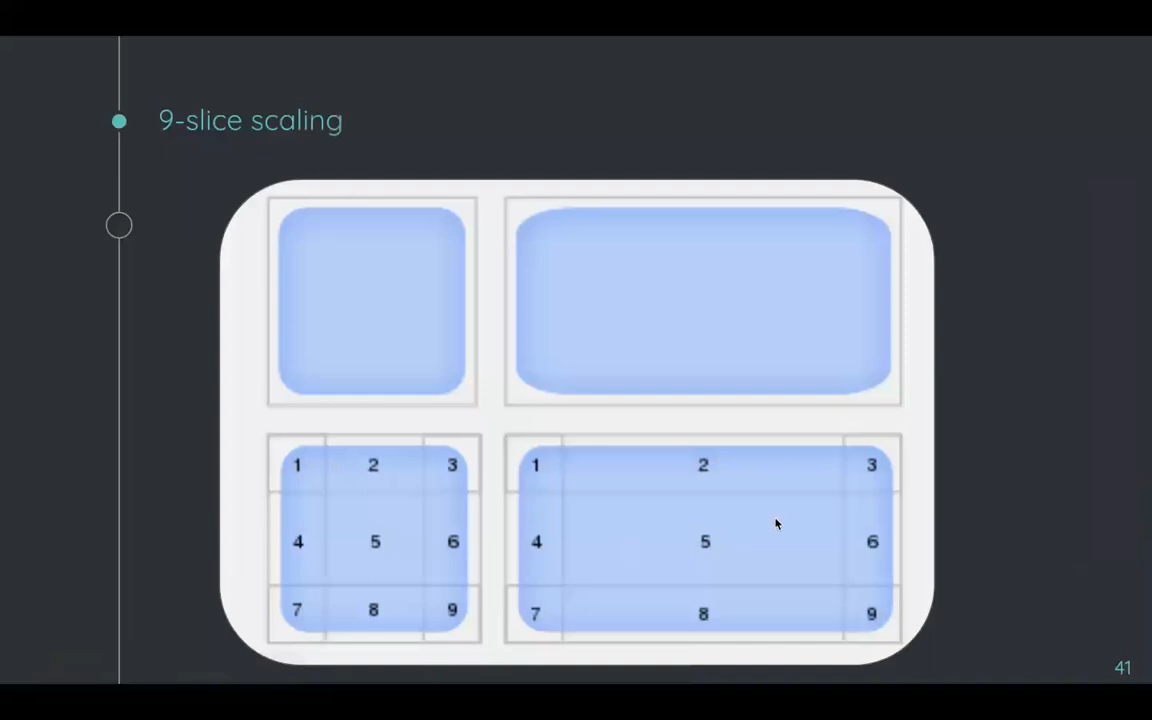 9-slice scaling
1 2 3 1 2 3
4 5 6 4 5 6
7 8 9 7 8 9
41